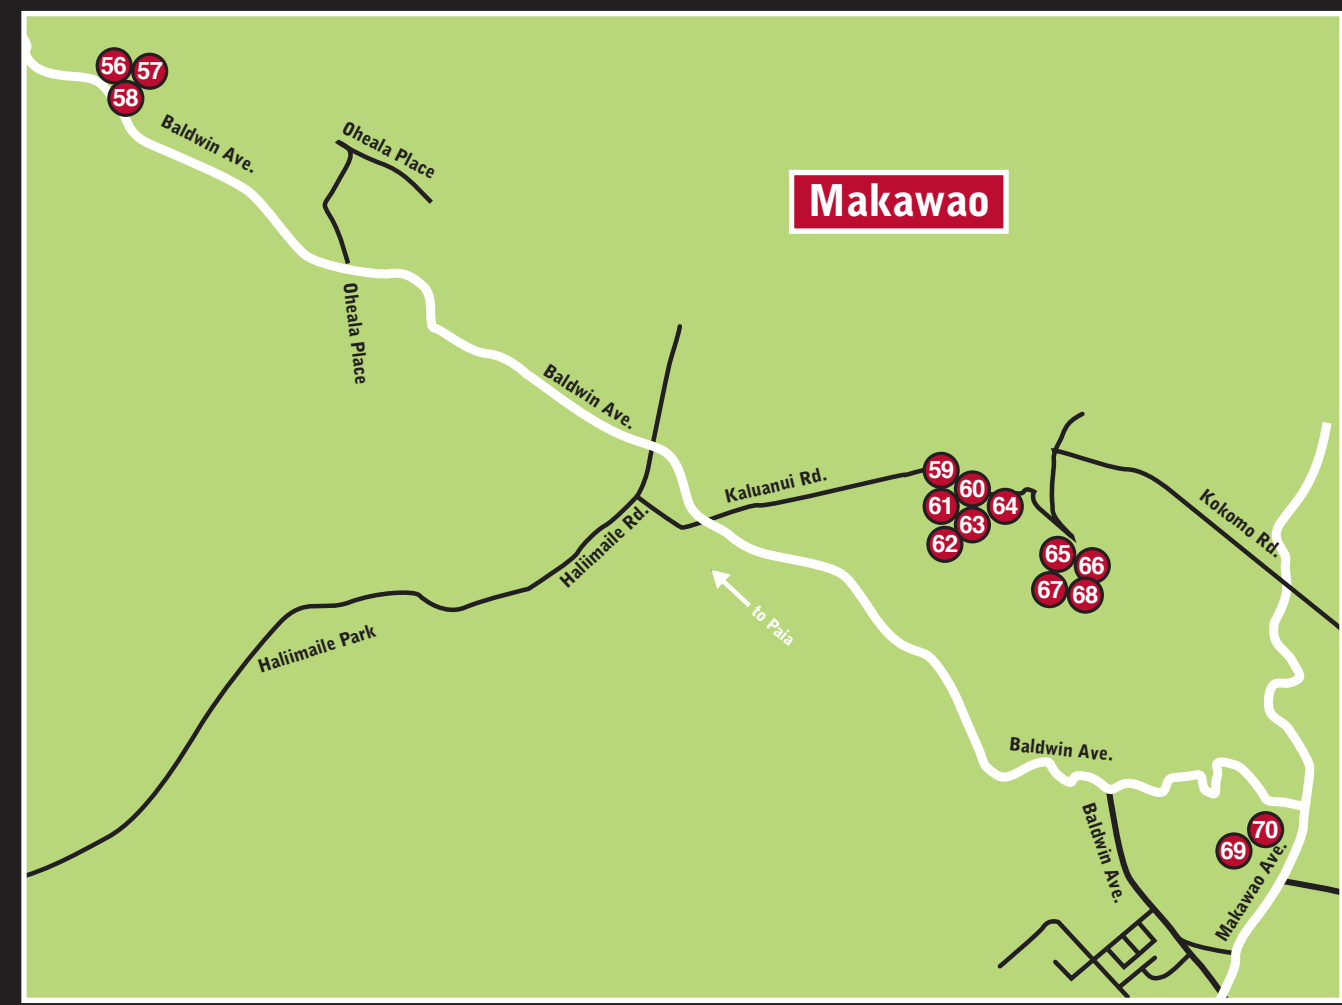 56
57
58
Baldwin Ave.
Oheala Place
Makawao
Oheala Place
Baldwin Ave.
59
60
61
64
63
62
Kaluanui Rd.
Kokomo Rd.
65
66
67
68
Haliimaile Rd.
to Paia
Haliimaile Park
Baldwin Ave.
Baldwin Ave.
70
69
Makawao Ave.